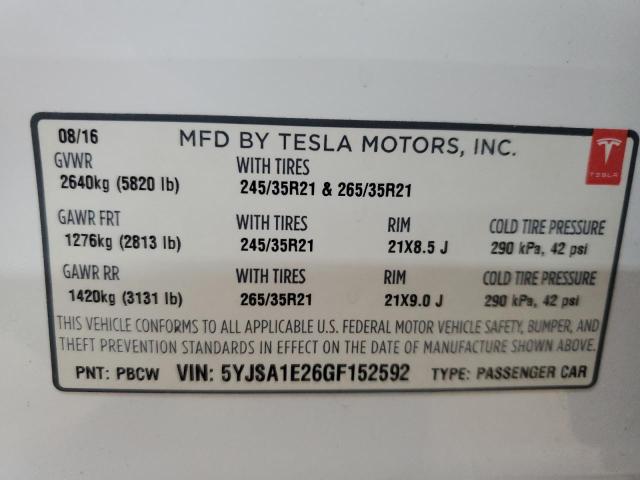 08/16 MFD BY TESLA MOTORS, INC.
TESLA
GVWR WITH TIRES
2640kg (5820 lb) 245/35R21 & 265/35R21
GAWR FRT WITH TIRES RIM COLD TIRE PRESSURE
1276kg (2813 lb) 245/35R21 21X8.5 J 290 kPa, 42 psi
GAWR RR WITH TIRES RIM COLD TIRE PRESSURE
1420kg (3131 lb) 265/35R21 21X9.0 J 290 kPa, 42 psi
THIS VEHICLE CONFORMS TO ALL APPLICABLE U.S. FEDERAL MOTOR VEHICLE SAFETY, BUMPER, AND
THEFT PREVENTION STANDARDS IN EFFECT ON THE DATE OF MANUFACTURE SHOWN ABOVE.
PNT: PBCW VIN: 5YJSA1E26GF152592 TYPE: PASSENGER CAR